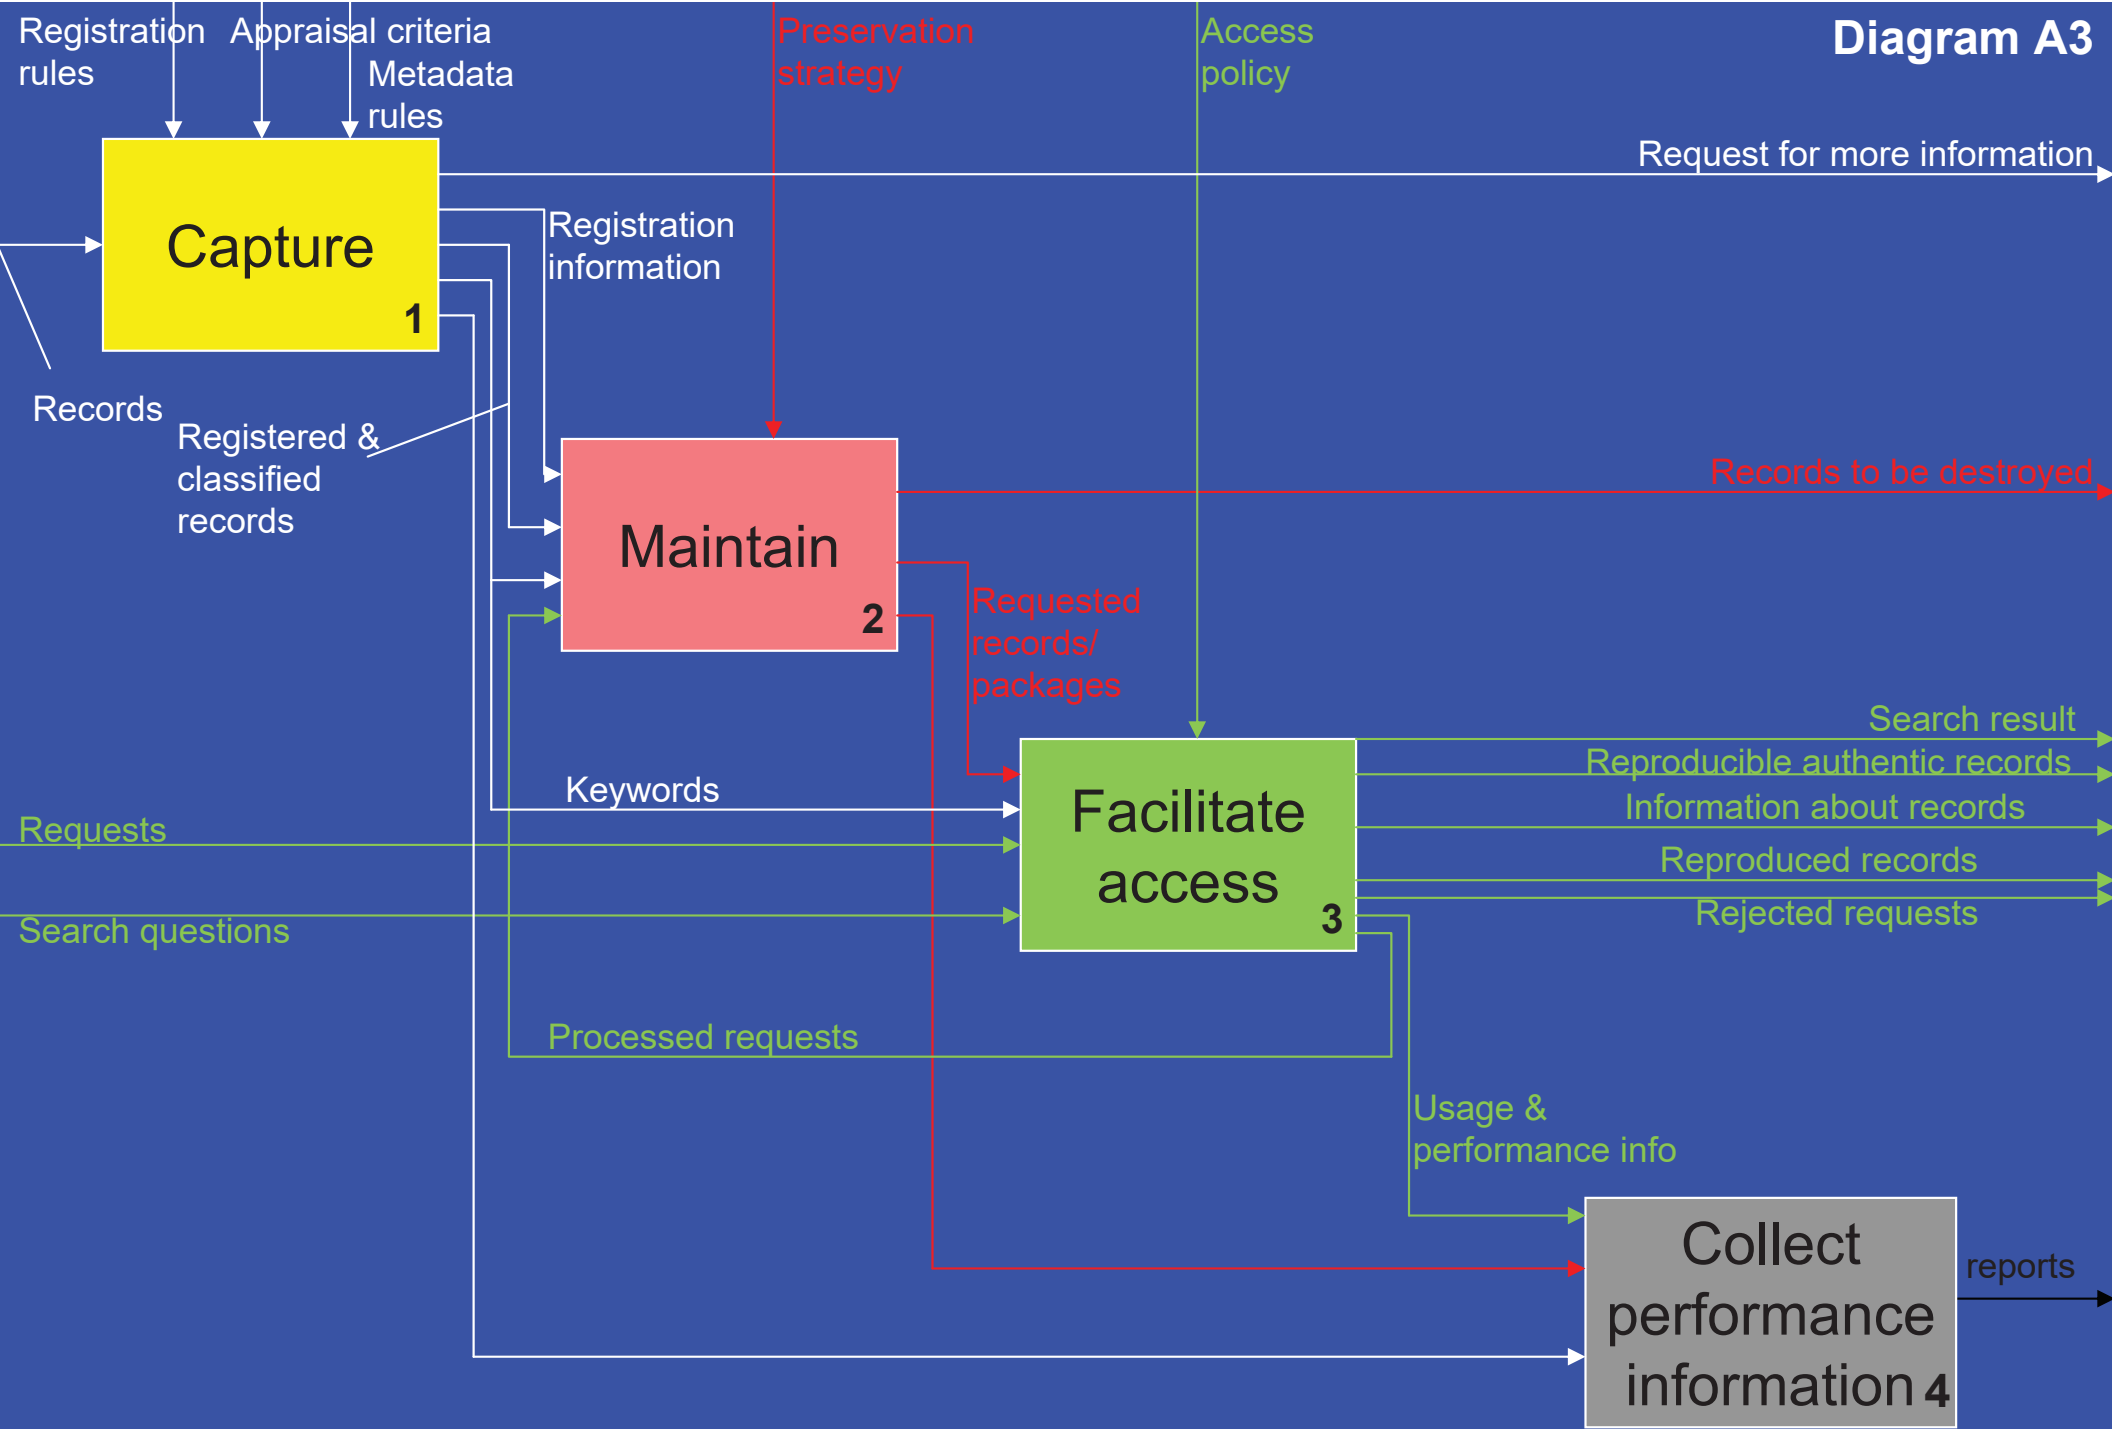 Diagram A3
Registration
rules
Appraisal criteria
Metadata
rules
Preservation
strategy
Access
policy
Request for more information
Capture
1
Registration
information
Records
Registered &
classified
records
Records to be destroyed
Maintain
2
Requested
records/
packages
Search result
Reproducible authentic records
Information about records
Reproduced records
Rejected requests
Keywords
Requests
Search questions
Facilitate
access
3
Processed requests
Usage &
performance info
Collect
performance
information 4
reports